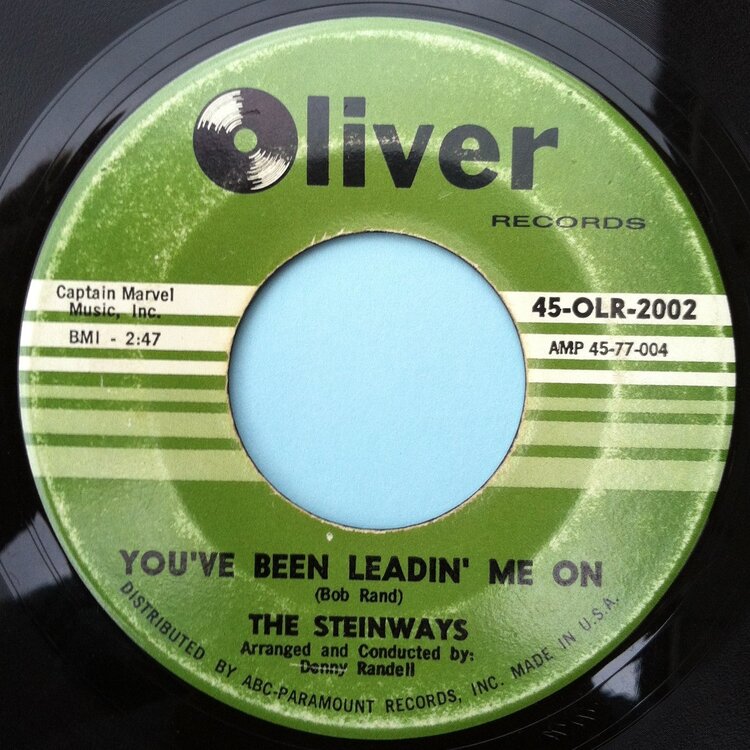 Oliver
RECORDS
Captain Marvel
Music, Inc.
BMI - 2:47
45-OLR-2002
AMP 45-77-004
YOU'VE BEEN LEADIN' ME ON
(Bob Rand)
THE STEINWAYS
Arranged and Conducted by:
Denny Randell
DISTRIBUTED BY ABC-PARAMOUNT RECORDS, INC. MADE IN U.S.A.